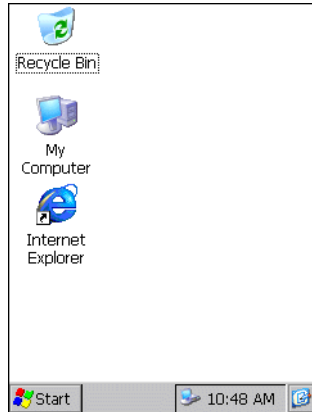 Recycle Bin
My
Computer
Internet
Explorer
Start
10:48 AM